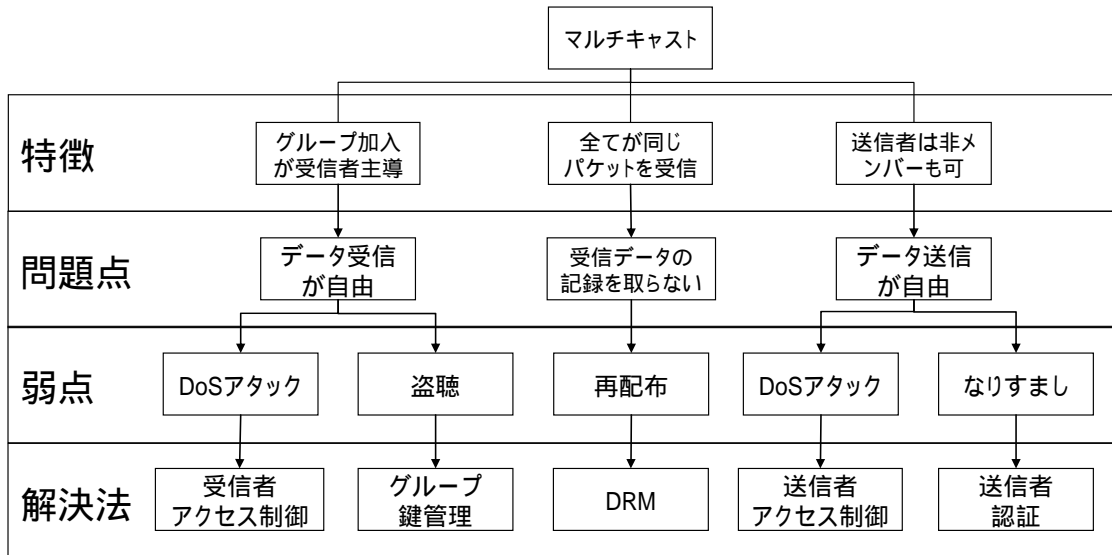 マルチキャスト
特徴
グループ加入
が受信者主導
全てが同じ
パケットを受信
送信者は非メ
ンバーも可
問題点
データ受信
が自由
受信データの
記録を取らない
データ送信
が自由
弱点
DoSアタック
盗聴
再配布
DoSアタック
なりすまし
解決法
受信者
アクセス制御
グループ
鍵管理
DRM
送信者
アクセス制御
送信者
認証